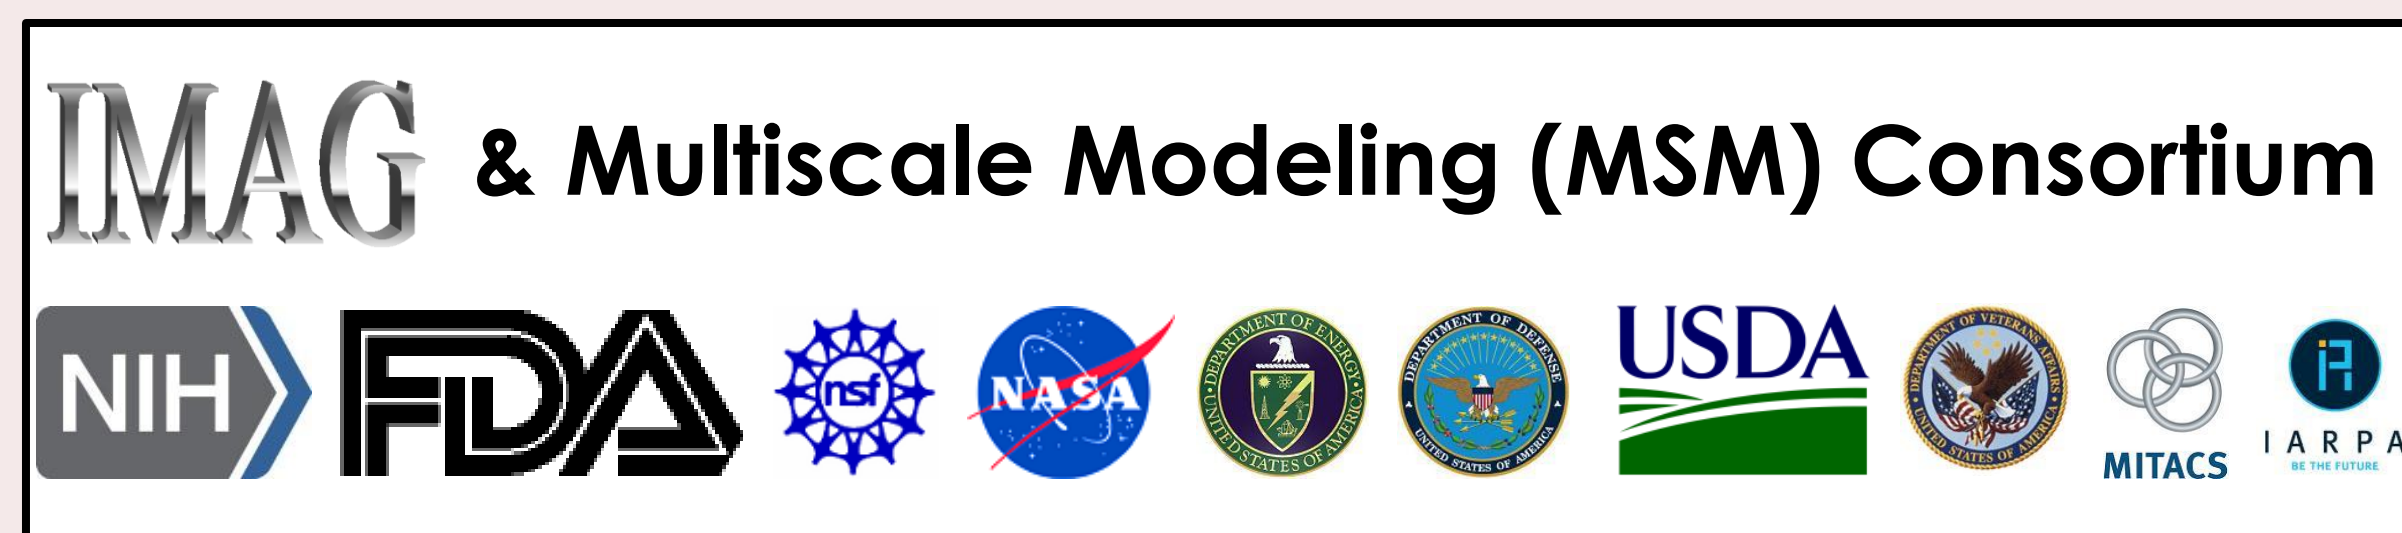 IMAG & Multiscale Modeling (MSM) Consortium
NIH FDA nsf NASA DEPARTMENT OF ENERGY UNITED STATES OF AMERICA DEPARTMENT OF DEFENSE UNITED STATES OF AMERICA USDA DEPARTMENT OF VETERANS AFFAIRS UNITED STATES OF AMERICA MITACS IARPA
BE THE FUTURE